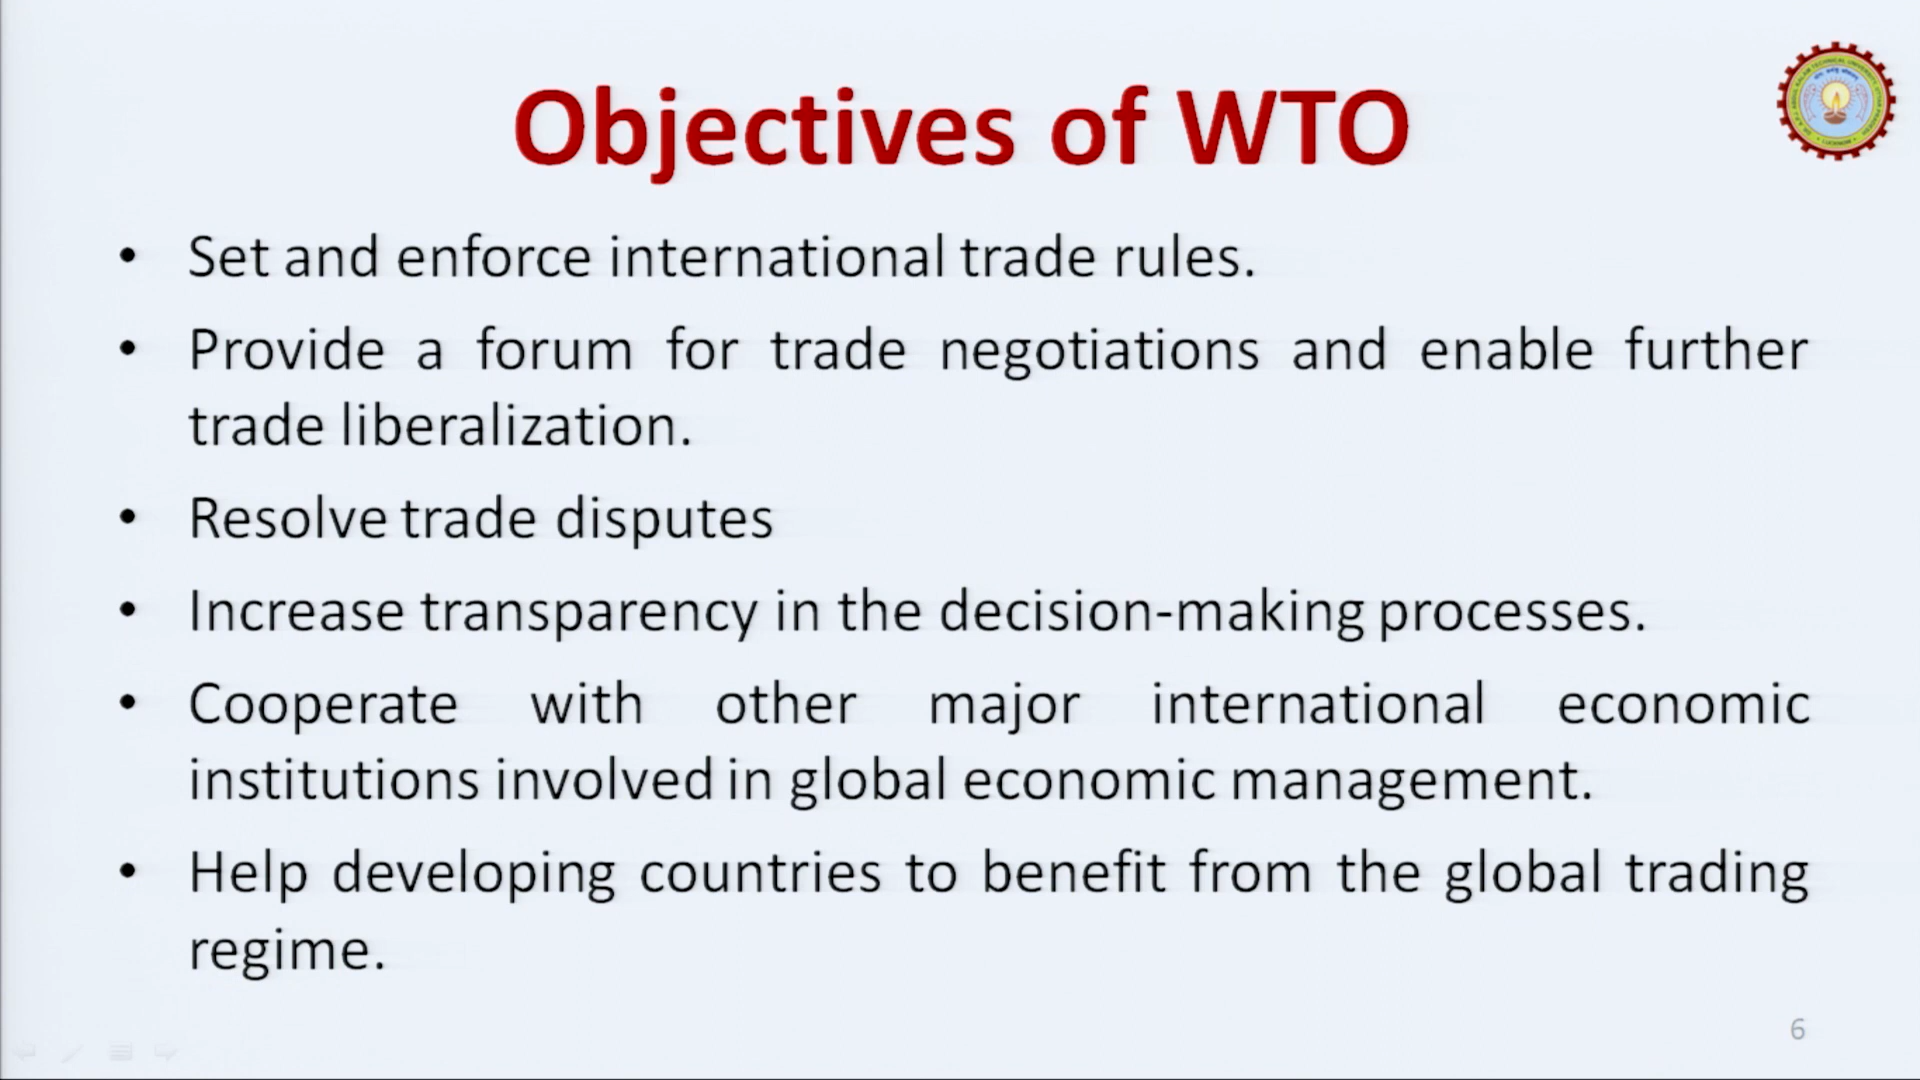 Objectives of WTO
• Set and enforce international trade rules.
• Provide a forum for trade negotiations and enable further
trade liberalization.
• Resolve trade disputes
• Increase transparency in the decision-making processes.
• Cooperate with other major international economic
institutions involved in global economic management.
• Help developing countries to benefit from the global trading
regime.
6